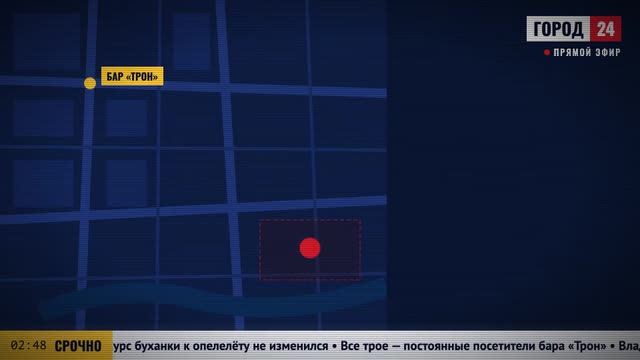 ГОРОД 24
ПРЯМОЙ ЭФИР
БАР «ТРОН»
02:48 СРОЧНО урс буханки к опелелёту не изменился • Все трое — постоянные посетители бара «Трон» • Вла